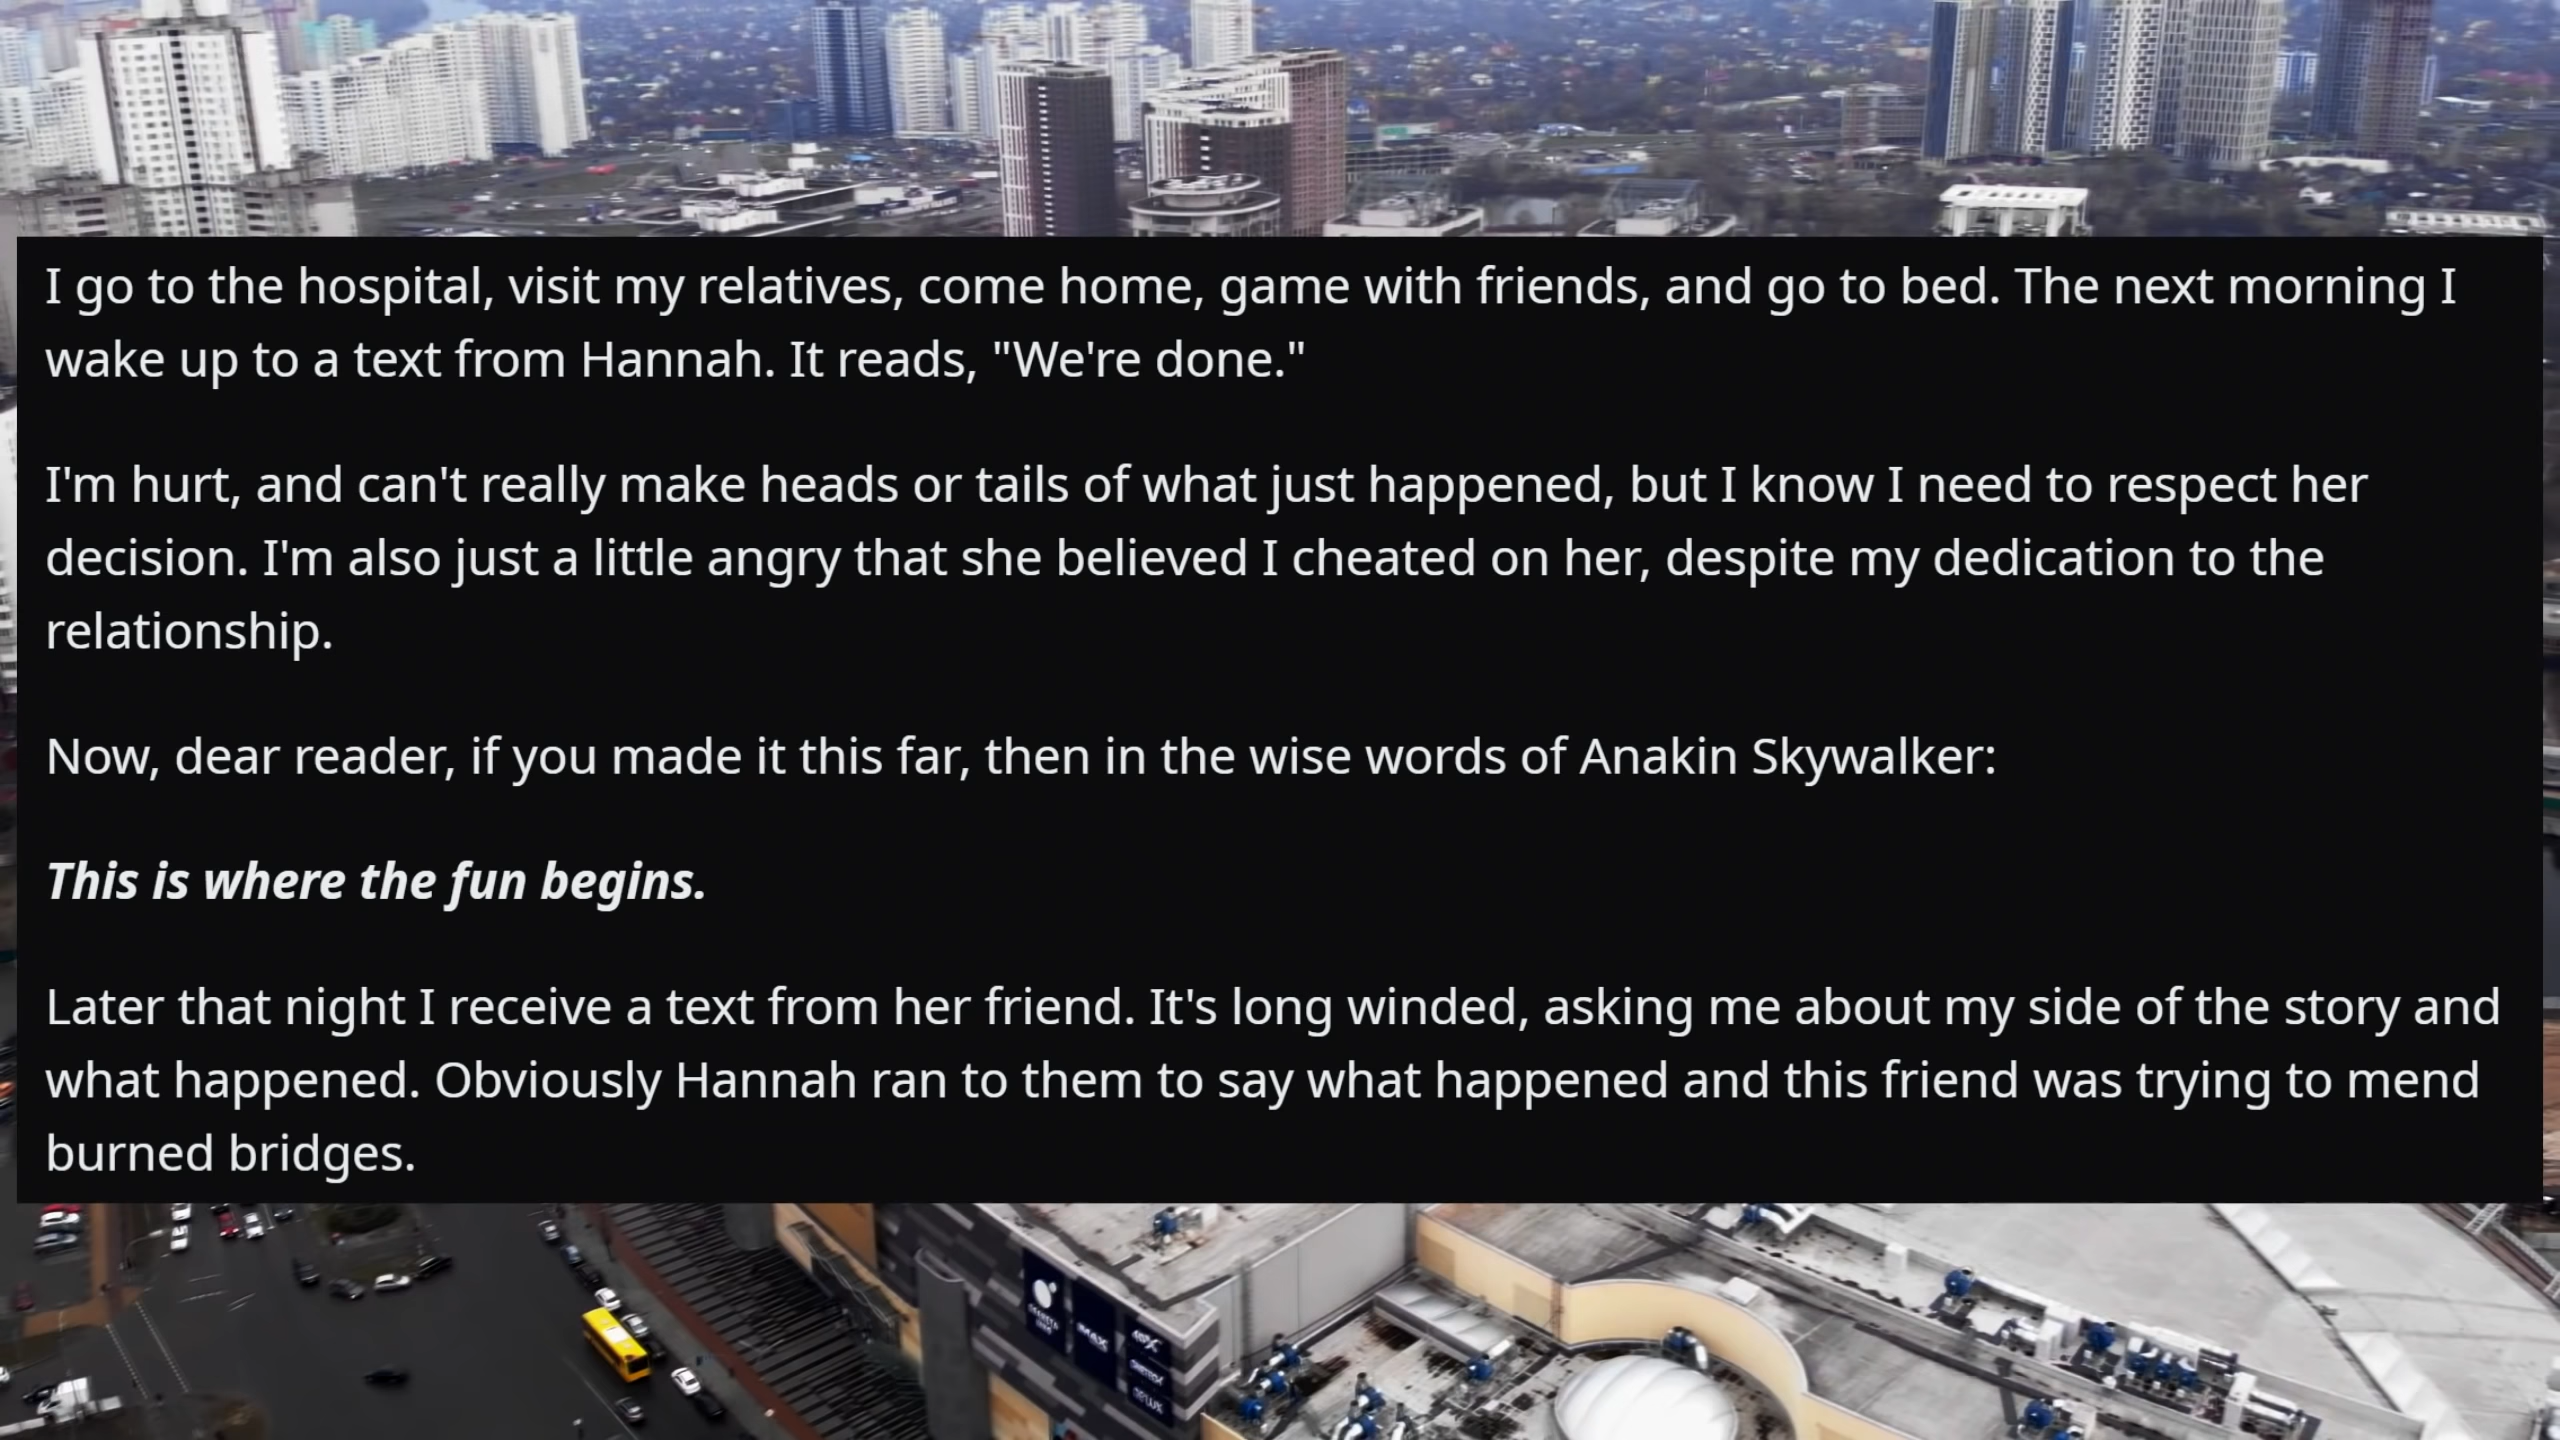 I go to the hospital, visit my relatives, come home, game with friends, and go to bed. The next morning I
wake up to a text from Hannah. It reads, "We're done."
I'm hurt, and can't really make heads or tails of what just happened, but I know I need to respect her
decision. I'm also just a little angry that she believed I cheated on her, despite my dedication to the
relationship.
Now, dear reader, if you made it this far, then in the wise words of Anakin Skywalker:
This is where the fun begins.
Later that night I receive a text from her friend. It's long winded, asking me about my side of the story and
what happened. Obviously Hannah ran to them to say what happened and this friend was trying to mend
burned bridges.
IMAX